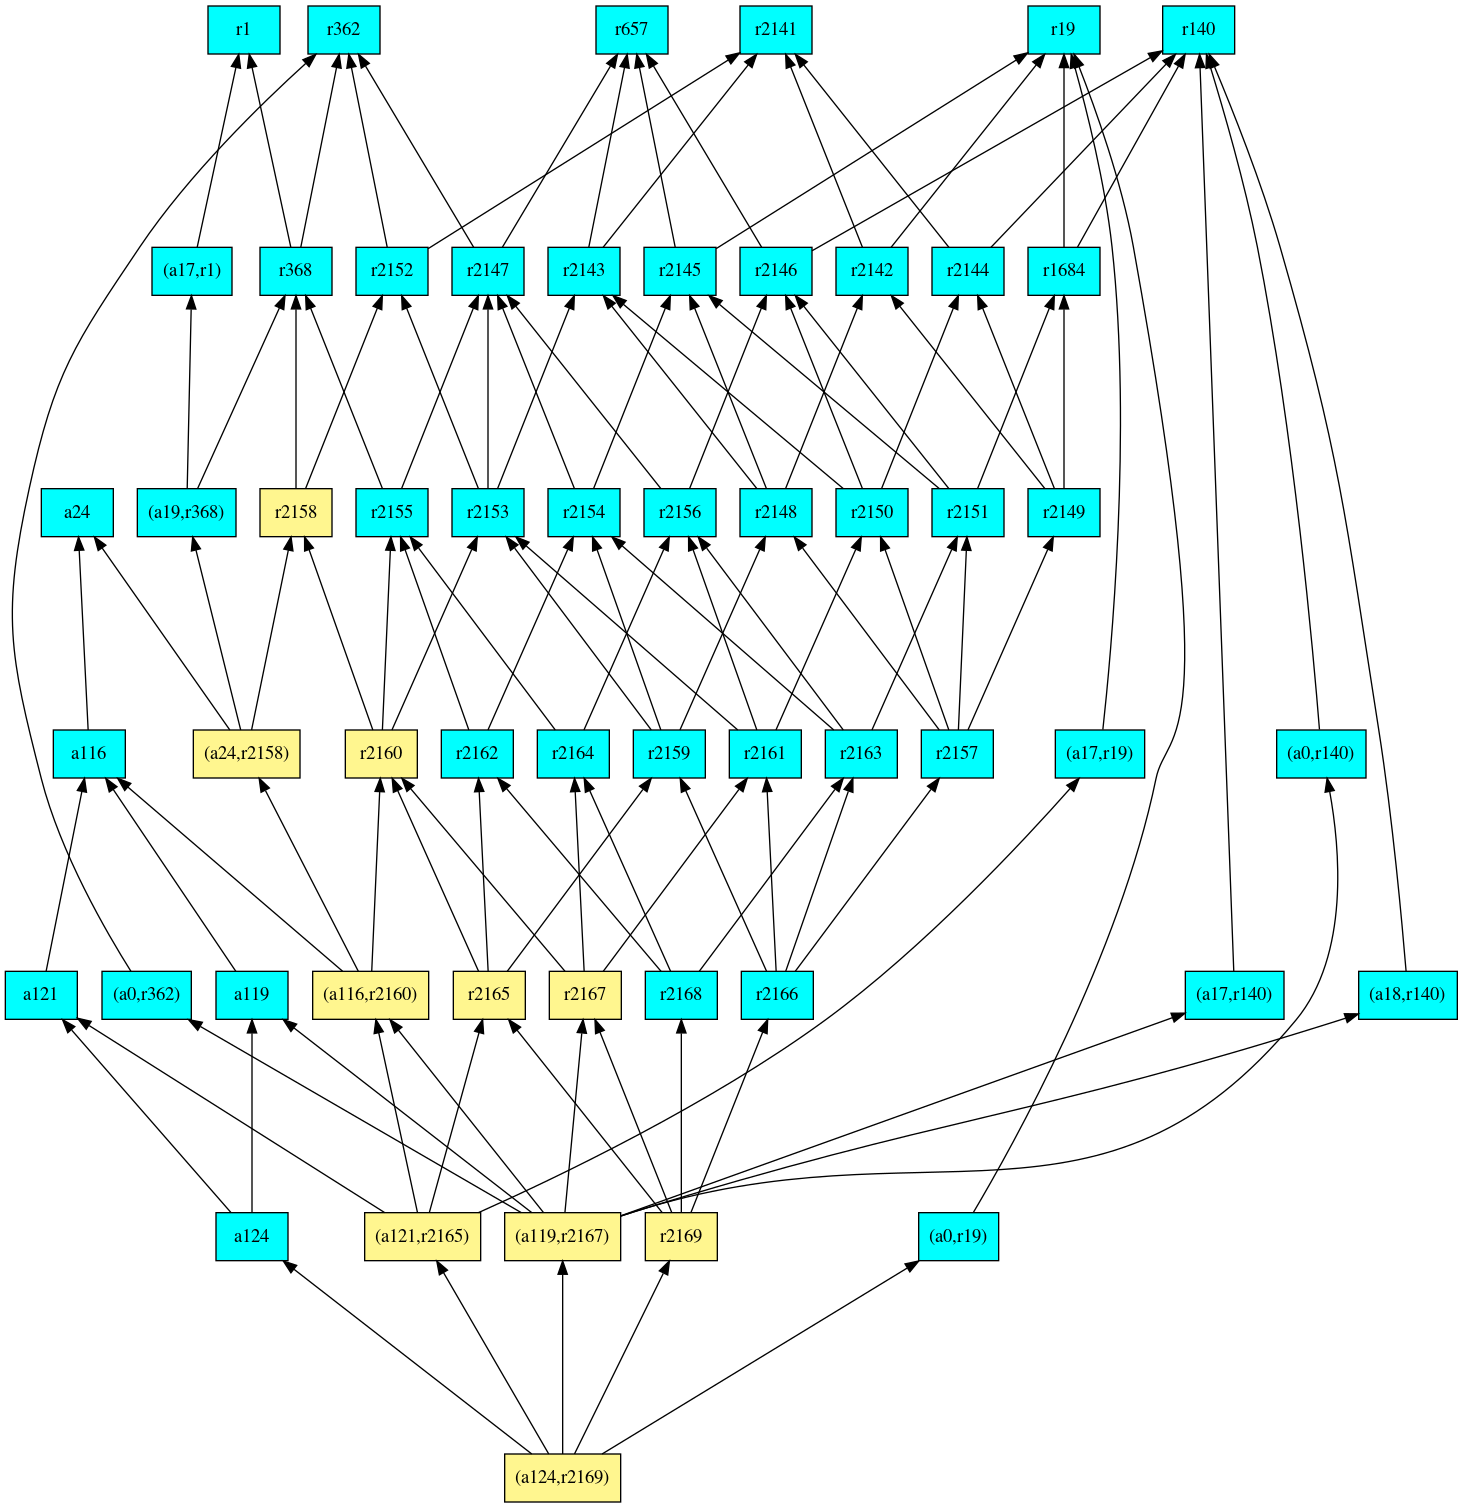 r1 r362 r657 r2141 r19 r140
(a17,r1) r368 r2152 r2147 r2143 r2145 r2146 r2142 r2144 r1684
a24 (a19,r368) r2158 r2155 r2153 r2154 r2156 r2148 r2150 r2151 r2149
a116 (a24,r2158) r2160 r2162 r2164 r2159 r2161 r2163 r2157 (a17,r19) (a0,r140)
a121 (a0,r362) a119 (a116,r2160) r2165 r2167 r2168 r2166 (a17,r140) (a18,r140)
a124 (a121,r2165) (a119,r2167) r2169 (a0,r19)
(a124,r2169)